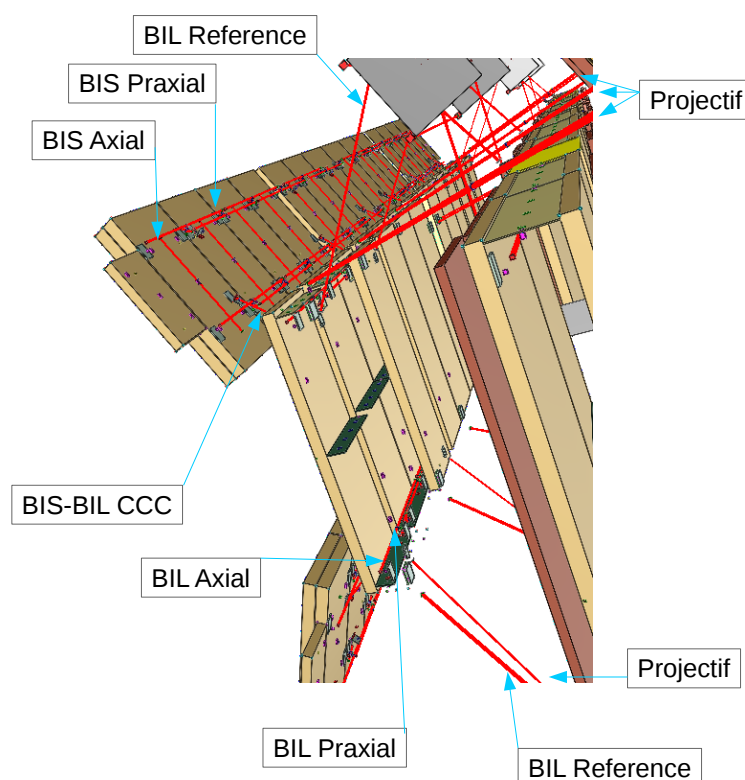 BIL Reference
BIS Praxial
Projectif
BIS Axial
BIS-BIL CCC
BIL Axial
Projectif
BIL Praxial
BIL Reference